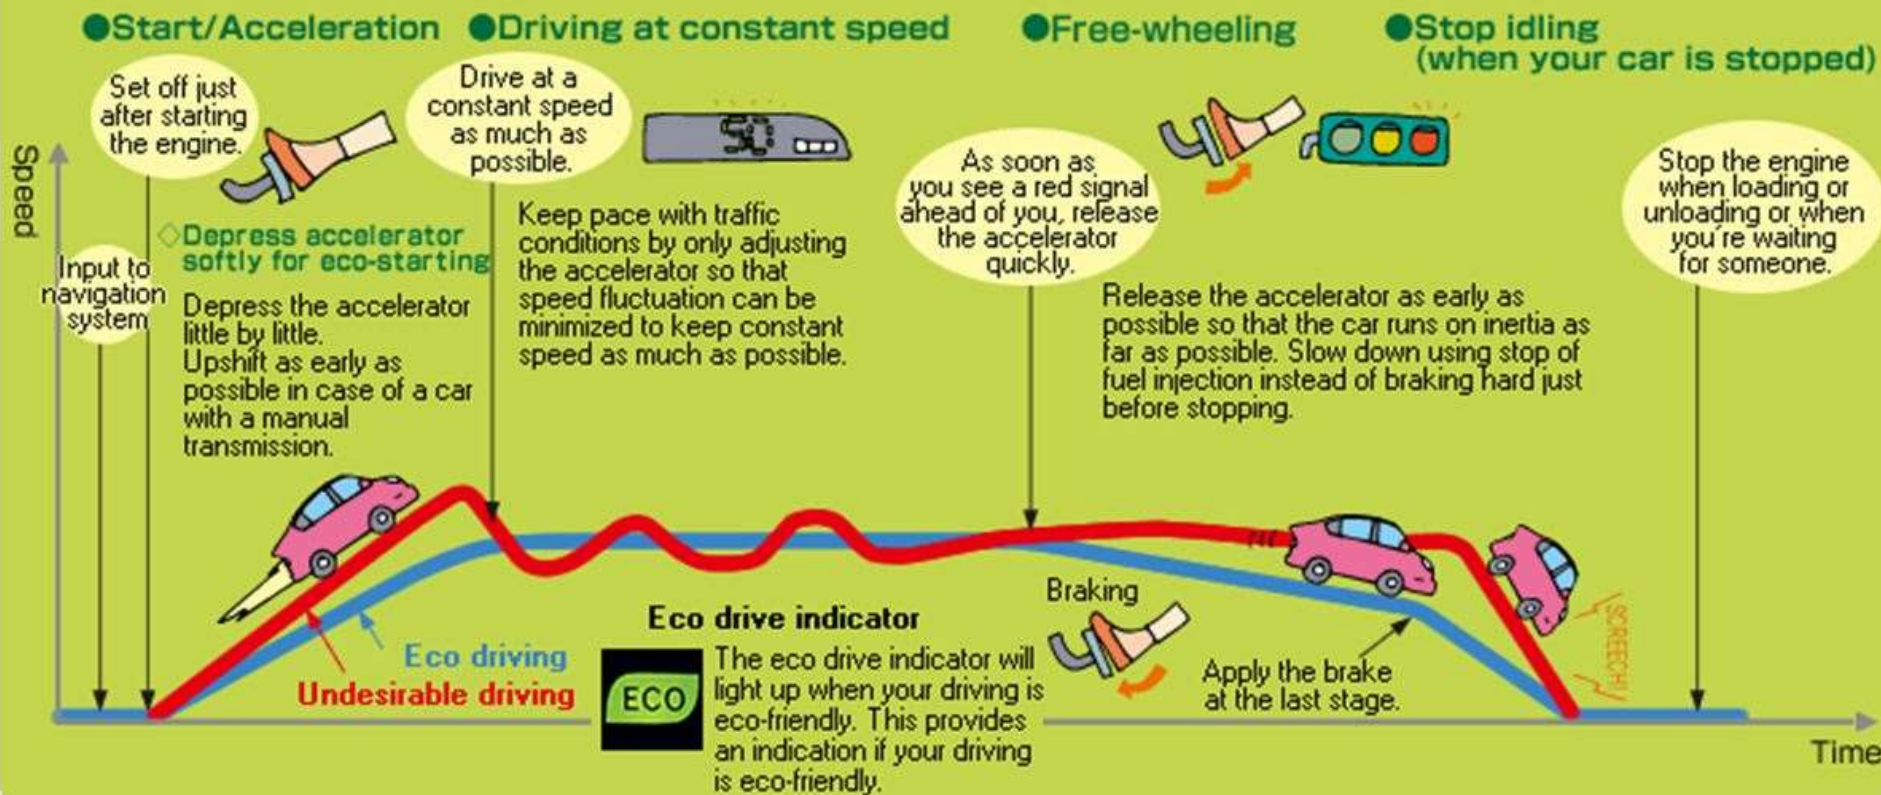 ●Start/Acceleration
●Driving at constant speed
●Free-wheeling
●Stop idling
(when your car is stopped)
Speed
Set off just
after starting
the engine.
Input to
navigation
system
◇Depress accelerator
softly for eco-starting
Depress the accelerator
little by little.
Upshift as early as
possible in case of a car
with a manual
transmission.
Drive at a
constant speed
as much as
possible.
Keep pace with traffic
conditions by only adjusting
the accelerator so that
speed fluctuation can be
minimized to keep constant
speed as much as possible.
As soon as
you see a red signal
ahead of you, release
the accelerator
quickly.
Release the accelerator as early as
possible so that the car runs on inertia as
far as possible. Slow down using stop of
fuel injection instead of braking hard just
before stopping.
Stop the engine
when loading or
unloading or when
you're waiting
for someone.
Eco driving
Undesirable driving
Eco drive indicator
ECO
The eco drive indicator will
light up when your driving is
eco-friendly. This provides
an indication if your driving
is eco-friendly.
Braking
Apply the brake
at the last stage.
SCREECH!
Time